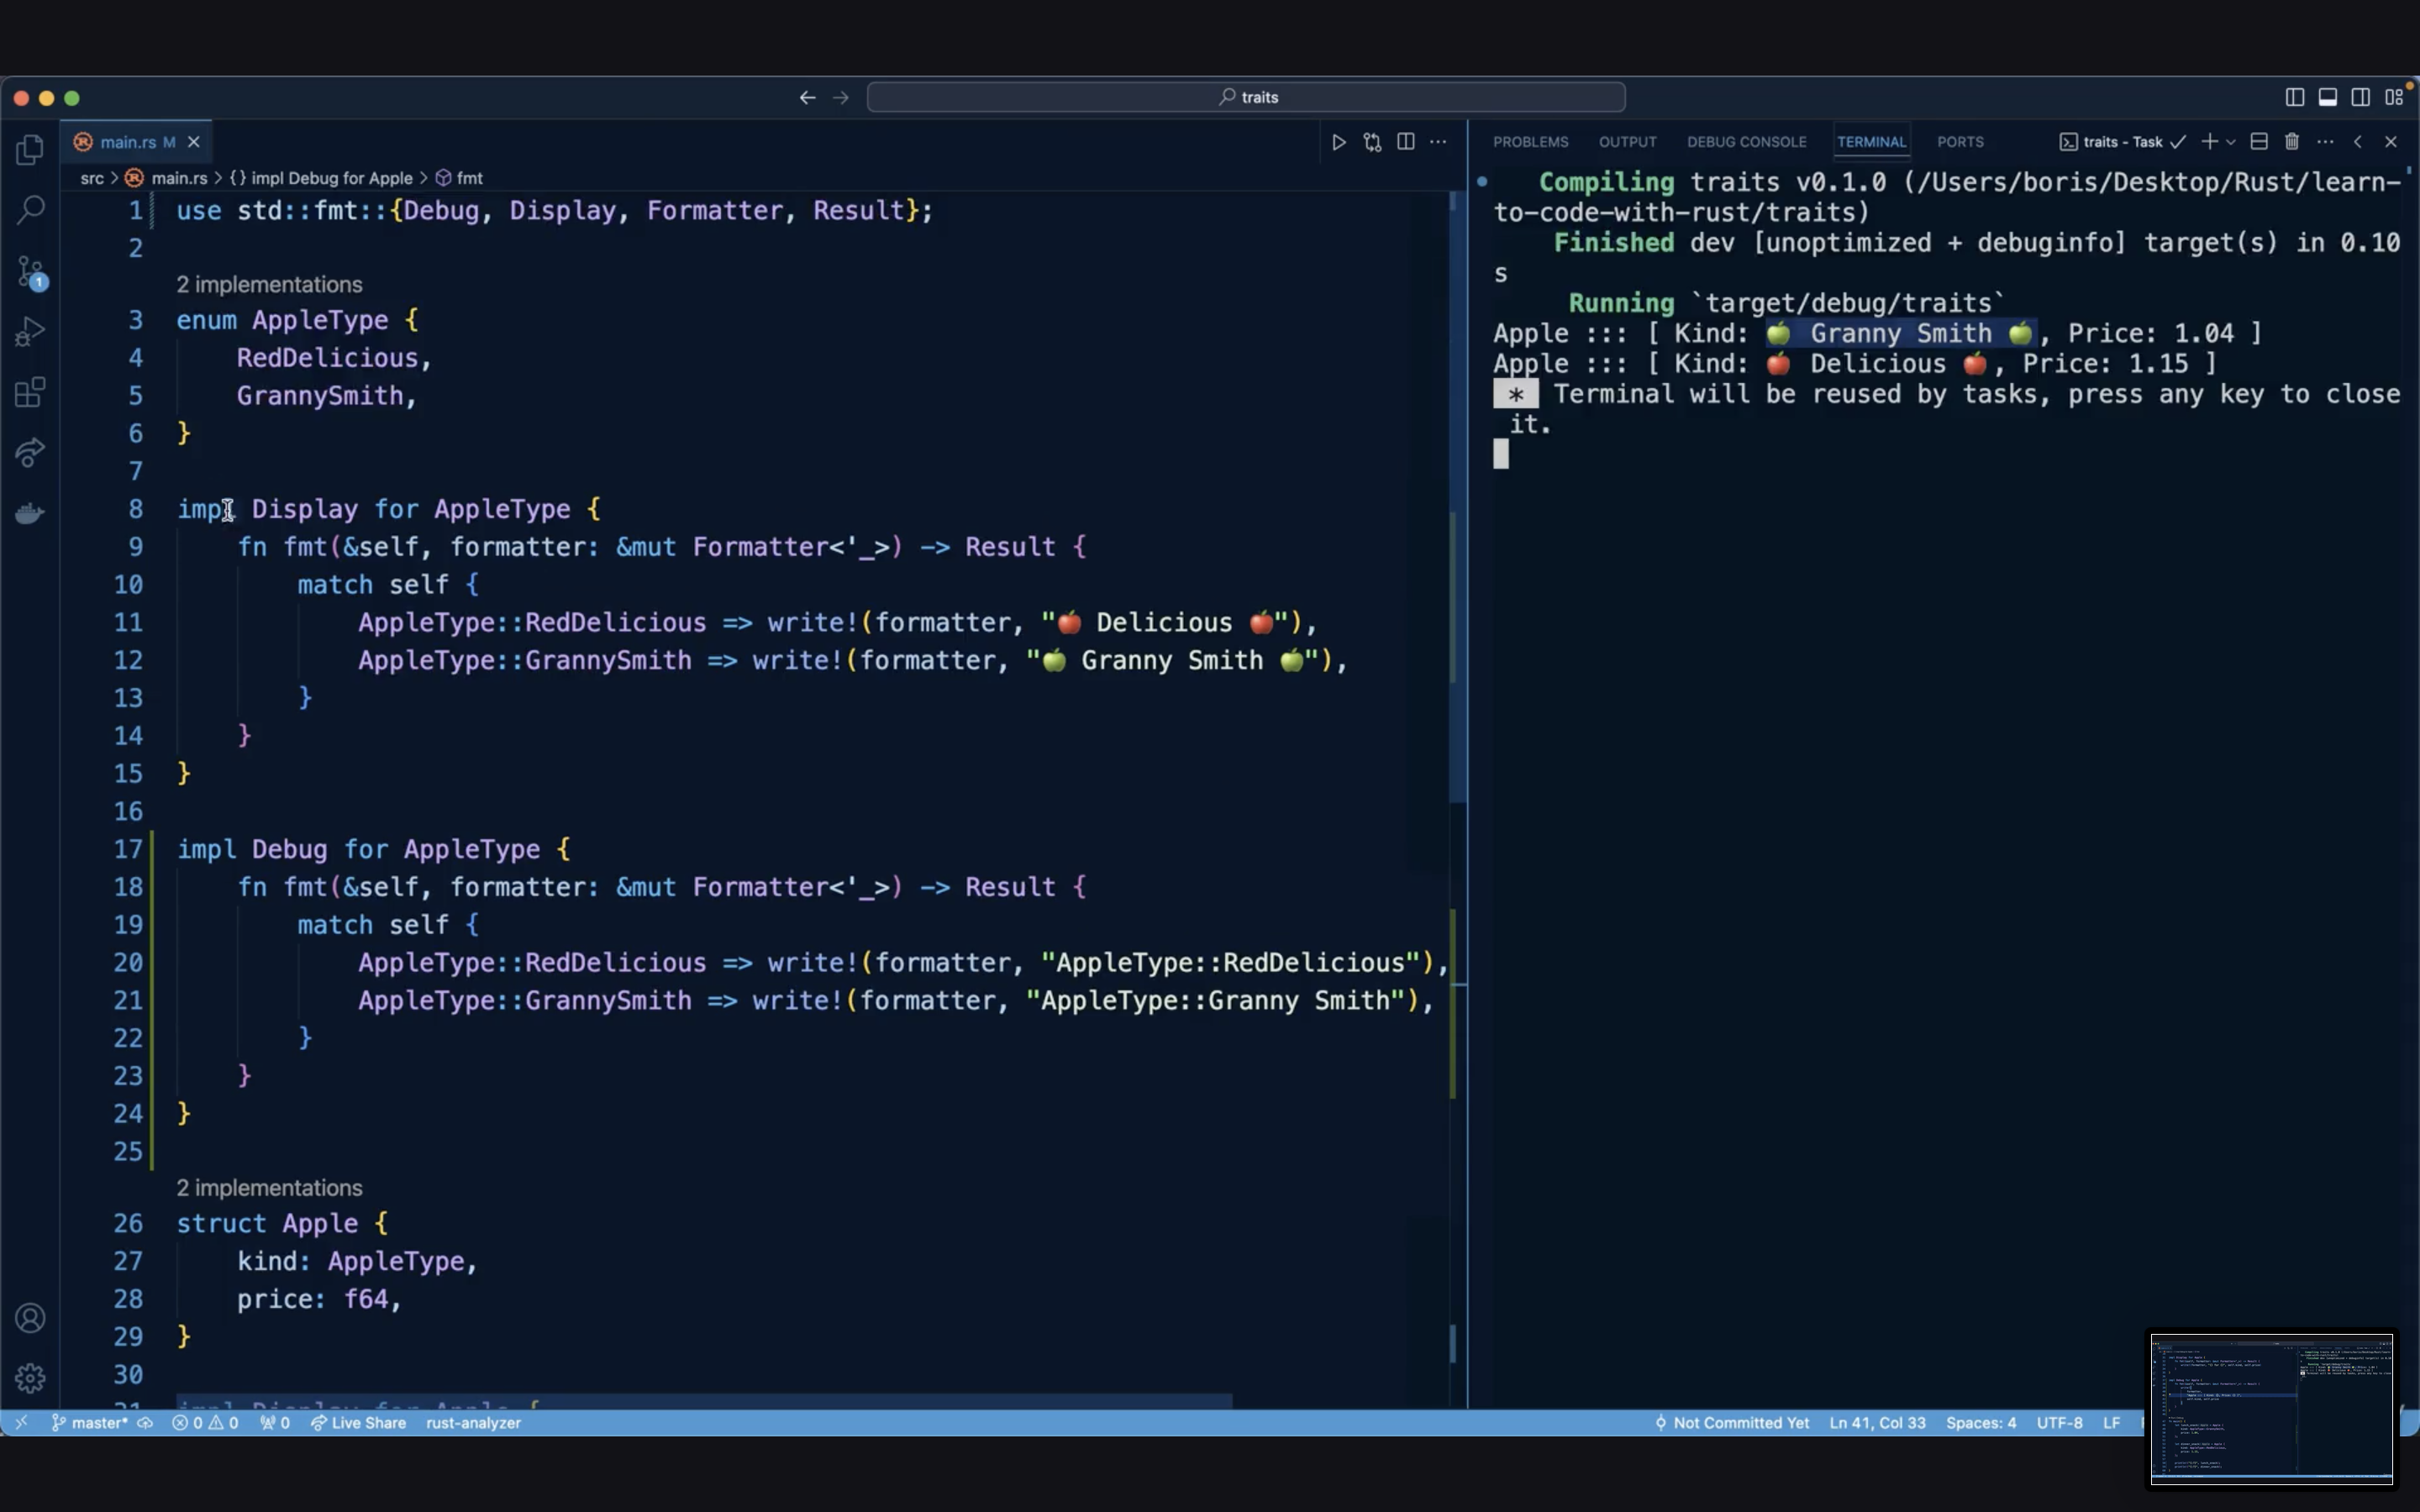 traits
main.rs M
src > main.rs > {} impl Debug for Apple > fmt
1 use std::fmt::{Debug, Display, Formatter, Result};
2
2 implementations
3 enum AppleType {
4 RedDelicious,
5 GrannySmith,
6 }
7
8 impl Display for AppleType {
9 fn fmt(&self, formatter: &mut Formatter<'_>) -> Result {
10 match self {
11 AppleType::RedDelicious => write!(formatter, "🍎 Delicious 🍎"),
12 AppleType::GrannySmith => write!(formatter, "🍏 Granny Smith 🍏"),
13 }
14 }
15 }
16
17 impl Debug for AppleType {
18 fn fmt(&self, formatter: &mut Formatter<'_>) -> Result {
19 match self {
20 AppleType::RedDelicious => write!(formatter, "AppleType::RedDelicious"),
21 AppleType::GrannySmith => write!(formatter, "AppleType::Granny Smith"),
22 }
23 }
24 }
25
2 implementations
26 struct Apple {
27 kind: AppleType,
28 price: f64,
29 }
30
PROBLEMS OUTPUT DEBUG CONSOLE TERMINAL PORTS traits - Task
Compiling traits v0.1.0 (/Users/boris/Desktop/Rust/learn-
to-code-with-rust/traits)
Finished dev [unoptimized + debuginfo] target(s) in 0.10
s
Running `target/debug/traits`
Apple ::: [ Kind: 🍏 Granny Smith 🍏, Price: 1.04 ]
Apple ::: [ Kind: 🍎 Delicious 🍎, Price: 1.15 ]
* Terminal will be reused by tasks, press any key to close
it.
1
master* 0 0 0 Live Share rust-analyzer Not Committed Yet Ln 41, Col 33 Spaces: 4 UTF-8 LF